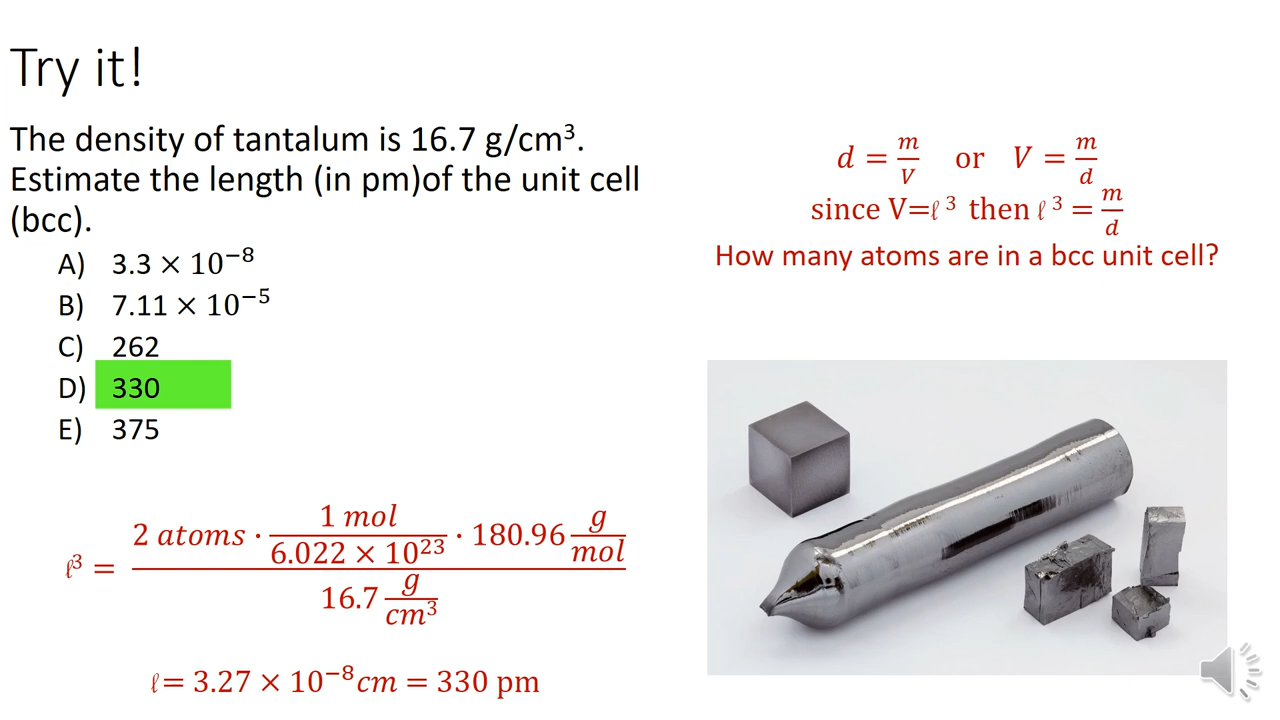 Try it!
The density of tantalum is 16.7 g/cm³.
Estimate the length (in pm)of the unit cell
(bcc).
A) 3.3 × 10⁻⁸
B) 7.11 × 10⁻⁵
C) 262
D) 330
E) 375
ℓ³ = (2 atoms · (1 mol / 6.022 × 10²³) · 180.96 g/mol) / (16.7 g/cm³)
ℓ = 3.27 × 10⁻⁸ cm = 330 pm
d = m/V or V = m/d
since V=ℓ³ then ℓ³ = m/d
How many atoms are in a bcc unit cell?